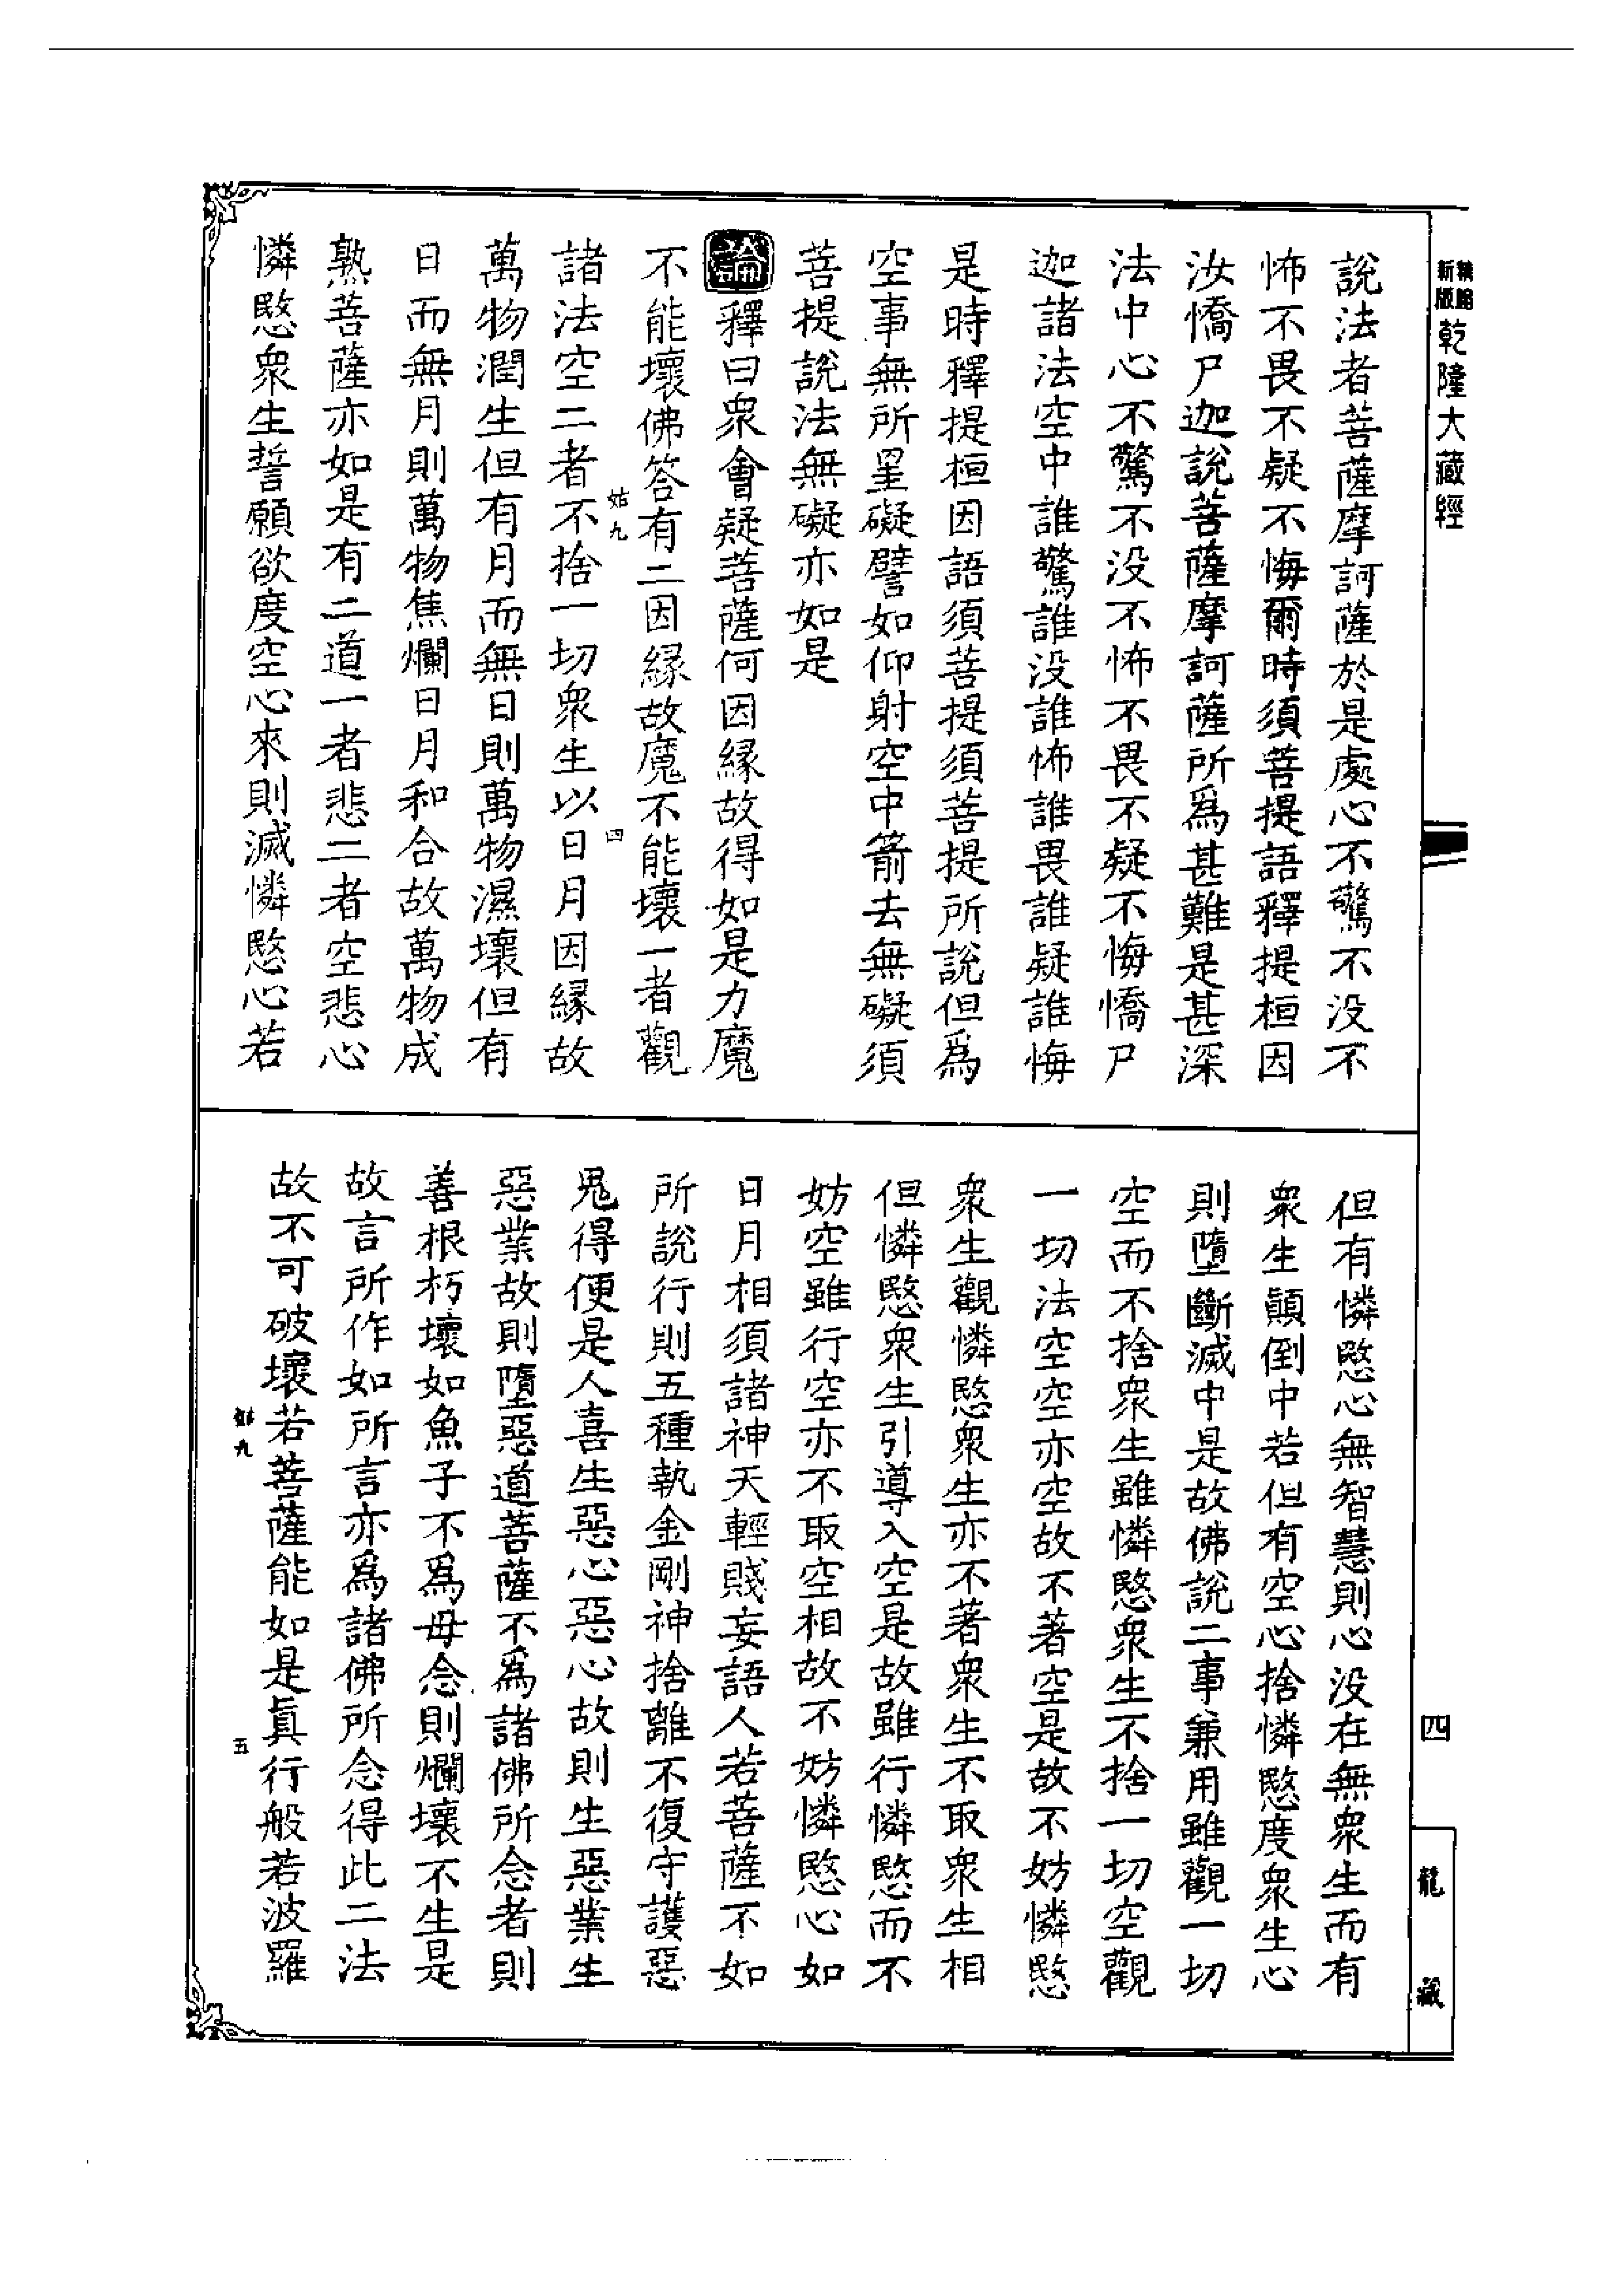 新版
精縮
乾隆大藏經
說法者菩薩摩訶薩於是處心不驚不没不
怖不畏不疑不悔爾時須菩提語釋提桓因
汝憍尸迦說菩薩摩訶薩所爲甚難是甚深
法中心不驚不没不怖不畏不疑不悔憍尸
迦諸法空中誰驚誰没誰怖誰畏誰疑誰悔
是時釋提桓因語須菩提須菩提所說但爲
空事無所罣礙譬如仰射空中箭去無礙須
菩提說法無礙亦如是
論釋曰衆會疑菩薩何因緣故得如是力魔
不能壞佛答有二因緣故魔不能壞一者觀
姑九
四
諸法空二者不捨一切衆生以日月因緣故
萬物潤生但有月而無日則萬物濕壞但有
日而無月則萬物焦爛日月和合故萬物成
熟菩薩亦如是有二道一者悲二者空悲心
憐愍衆生誓願欲度空心來則滅憐愍心若
但有憐愍心無智慧則心没在無衆生而有
衆生顚倒中若但有空心捨憐愍度衆生心
則墮斷滅中是故佛說二事兼用雖觀一切
空而不捨衆生雖憐愍衆生不捨一切空觀
一切法空空亦空故不著空是故不妨憐愍
衆生觀憐愍衆生亦不著衆生不取衆生相
但憐愍衆生引導入空是故雖行憐愍而不
妨空雖行空亦不取空相故不妨憐愍心如
日月相須諸神天輕賤妄語人若菩薩不如
所說行則五種執金剛神捨離不復守護惡
鬼得便是人喜生惡心惡心故則生惡業生
惡業故則墮惡道菩薩不爲諸佛所念者則
善根朽壞如魚子不爲母念則爛壞不生是
故言所作如所言亦爲諸佛所念得此二法
故不可破壞若菩薩能如是眞行般若波羅
姑九
五
四
龍藏